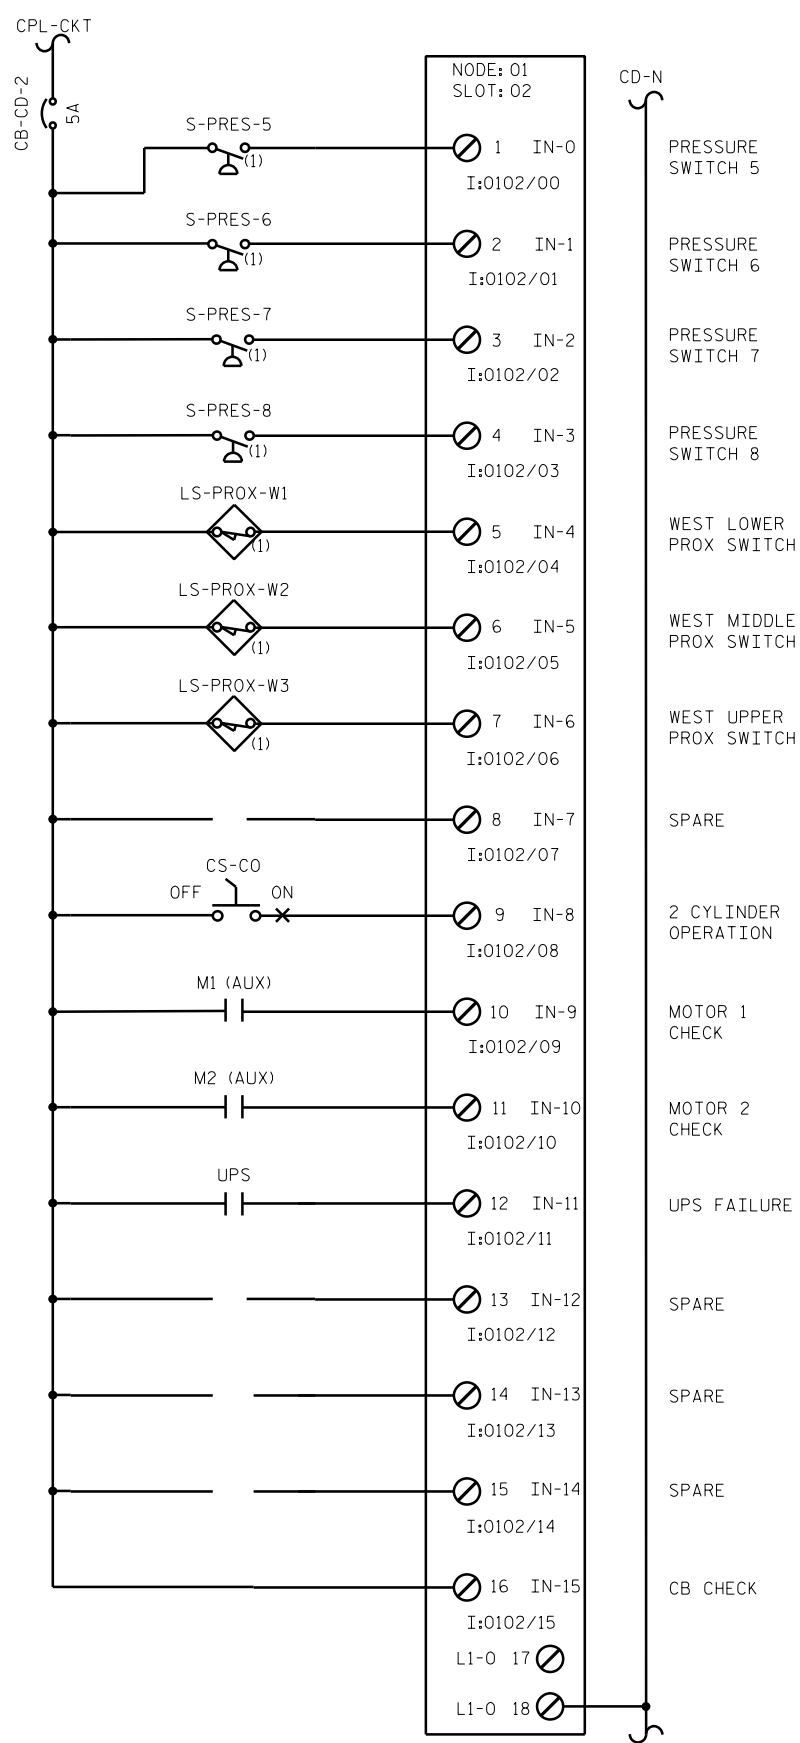 CPL-CKT
CB-CD-2
5A
NODE: 01
SLOT: 02
CD-N
S-PRES-5
(1)
1 IN-0
I:0102/00
PRESSURE
SWITCH 5
S-PRES-6
(1)
2 IN-1
I:0102/01
PRESSURE
SWITCH 6
S-PRES-7
(1)
3 IN-2
I:0102/02
PRESSURE
SWITCH 7
S-PRES-8
(1)
4 IN-3
I:0102/03
PRESSURE
SWITCH 8
LS-PROX-W1
(1)
5 IN-4
I:0102/04
WEST LOWER
PROX SWITCH
LS-PROX-W2
(1)
6 IN-5
I:0102/05
WEST MIDDLE
PROX SWITCH
LS-PROX-W3
(1)
7 IN-6
I:0102/06
WEST UPPER
PROX SWITCH
8 IN-7
I:0102/07
SPARE
CS-CO
OFF ON
9 IN-8
I:0102/08
2 CYLINDER
OPERATION
M1 (AUX)
10 IN-9
I:0102/09
MOTOR 1
CHECK
M2 (AUX)
11 IN-10
I:0102/10
MOTOR 2
CHECK
UPS
12 IN-11
I:0102/11
UPS FAILURE
13 IN-12
I:0102/12
SPARE
14 IN-13
I:0102/13
SPARE
15 IN-14
I:0102/14
SPARE
16 IN-15
I:0102/15
CB CHECK
L1-0 17
L1-0 18